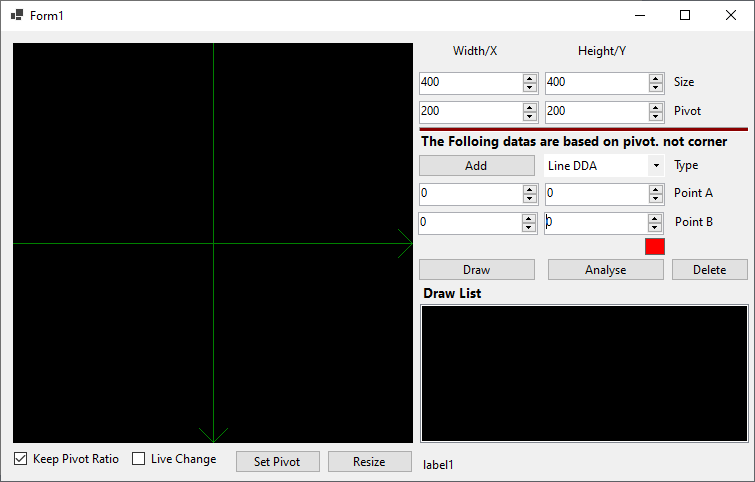 Form1
Width/X Height/Y
400 400 Size
200 200 Pivot
The Folloing datas are based on pivot. not corner
Add Line DDA Type
0 0 Point A
0 0 Point B
Draw Analyse Delete
Draw List
Keep Pivot Ratio Live Change Set Pivot Resize label1